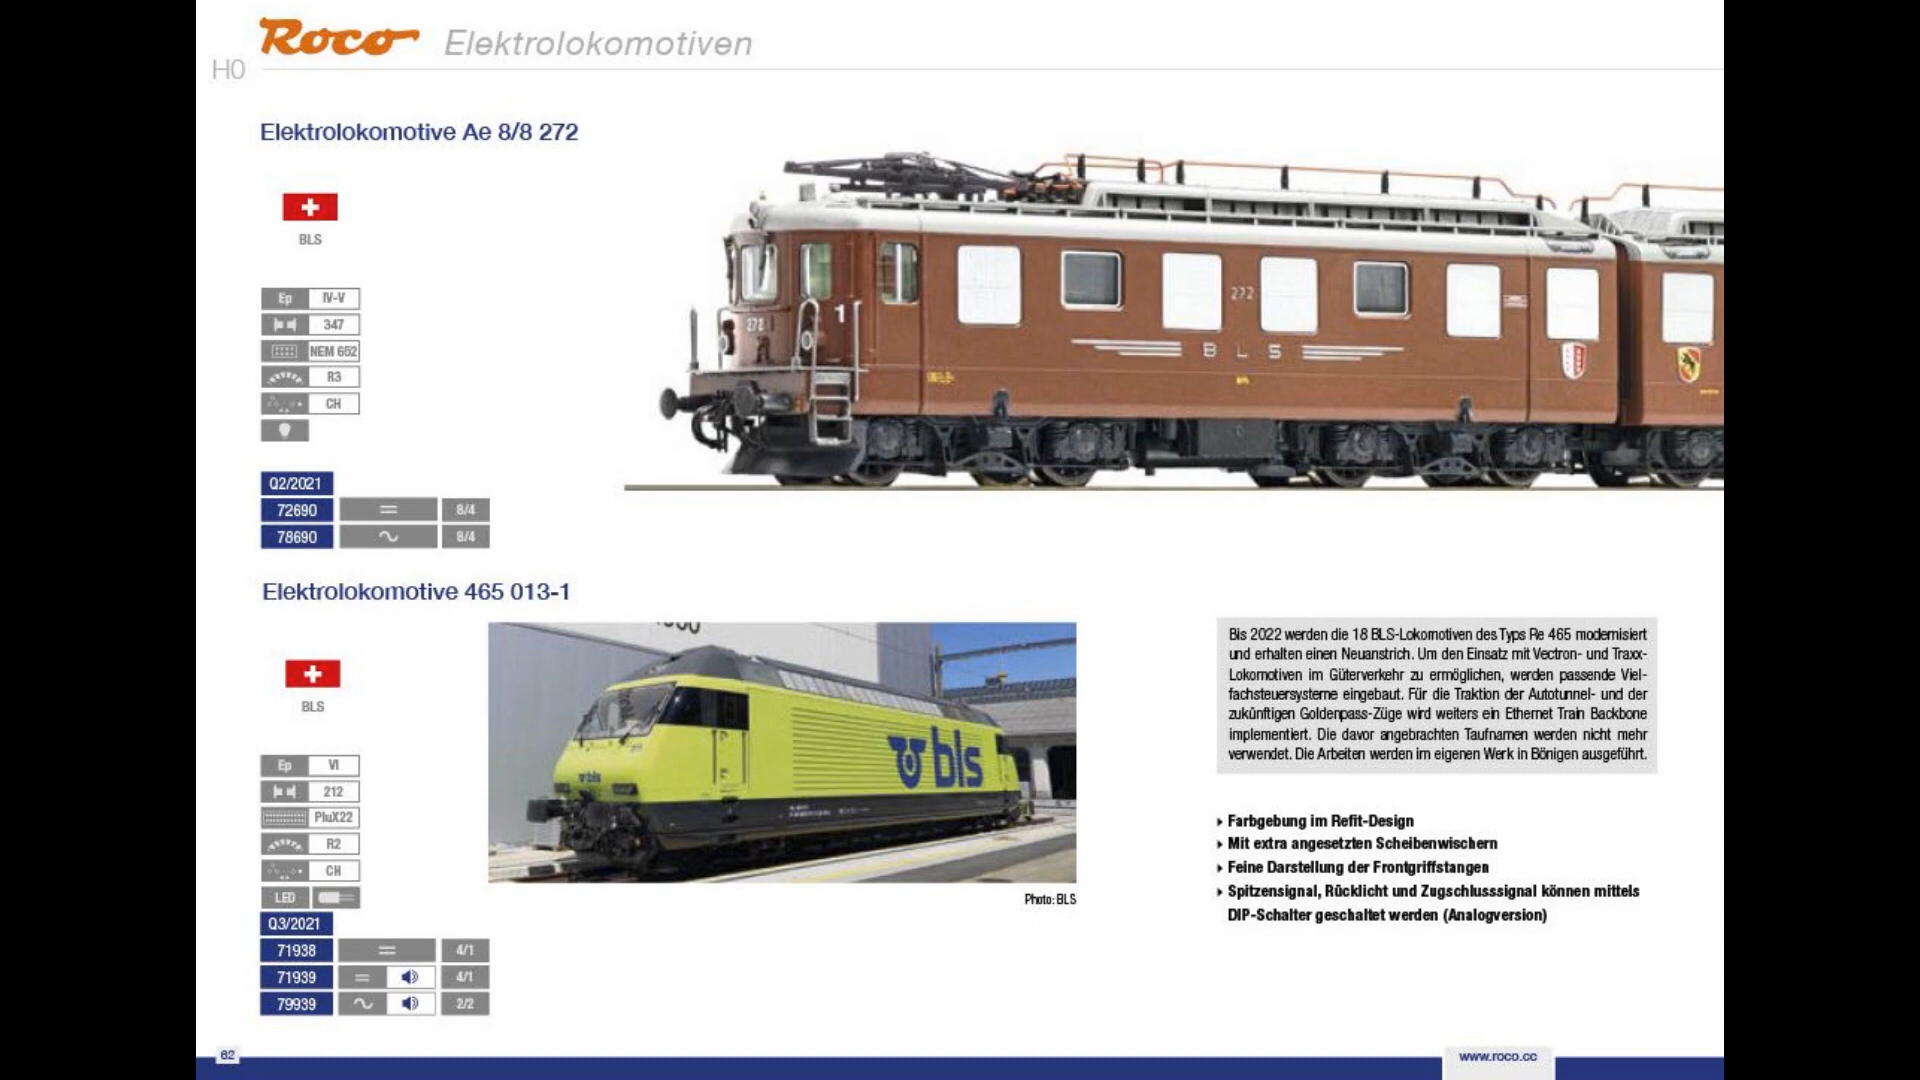 Roco Elektrolokomotiven
H0
Elektrolokomotive Ae 8/8 272
BLS
Ep IV-V
347
NEM 652
R3
CH
Q2/2021
72690 8/4
78690 8/4
272
272
1
B L S
Elektrolokomotive 465 013-1
BLS
Ep VI
212
PluX22
R2
CH
LED
Q3/2021
71938 4/1
71939 4/1
79939 2/2
bls
bls
Photo: BLS
Bis 2022 werden die 18 BLS-Lokomotiven des Typs Re 465 modernisiert
und erhalten einen Neuanstrich. Um den Einsatz mit Vectron- und Traxx-
Lokomotiven im Güterverkehr zu ermöglichen, werden passende Viel-
fachsteuersysteme eingebaut. Für die Traktion der Autotunnel- und der
zukünftigen Goldenpass-Züge wird weiters ein Ethernet Train Backbone
implementiert. Die davor angebrachten Taufnamen werden nicht mehr
verwendet. Die Arbeiten werden im eigenen Werk in Bönigen ausgeführt.
Farbgebung im Refit-Design
Mit extra angesetzten Scheibenwischern
Feine Darstellung der Frontgriffstangen
Spitzensignal, Rücklicht und Zugschlusssignal können mittels
DIP-Schalter geschaltet werden (Analogversion)
62
www.roco.cc